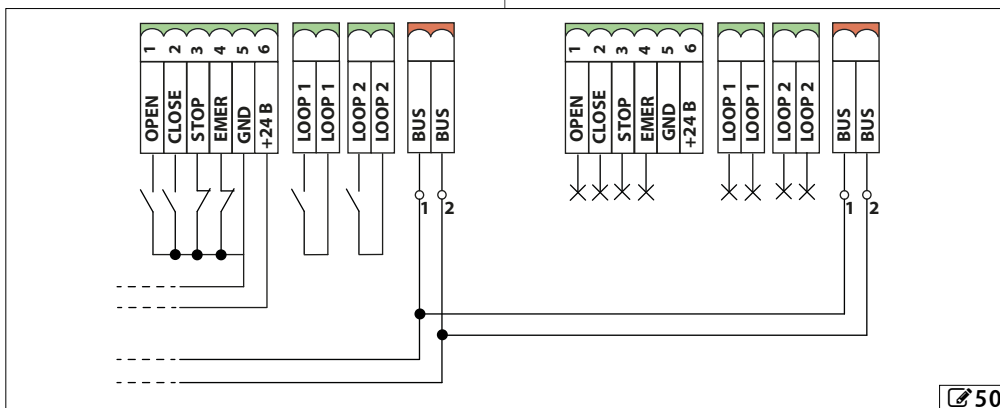 1 2 3 4 5 6
OPEN CLOSE STOP EMER GND +24 B
LOOP 1 LOOP 1
LOOP 2 LOOP 2
BUS BUS
1 2
1 2 3 4 5 6
OPEN CLOSE STOP EMER GND +24 B
LOOP 1 LOOP 1
LOOP 2 LOOP 2
BUS BUS
1 2
50